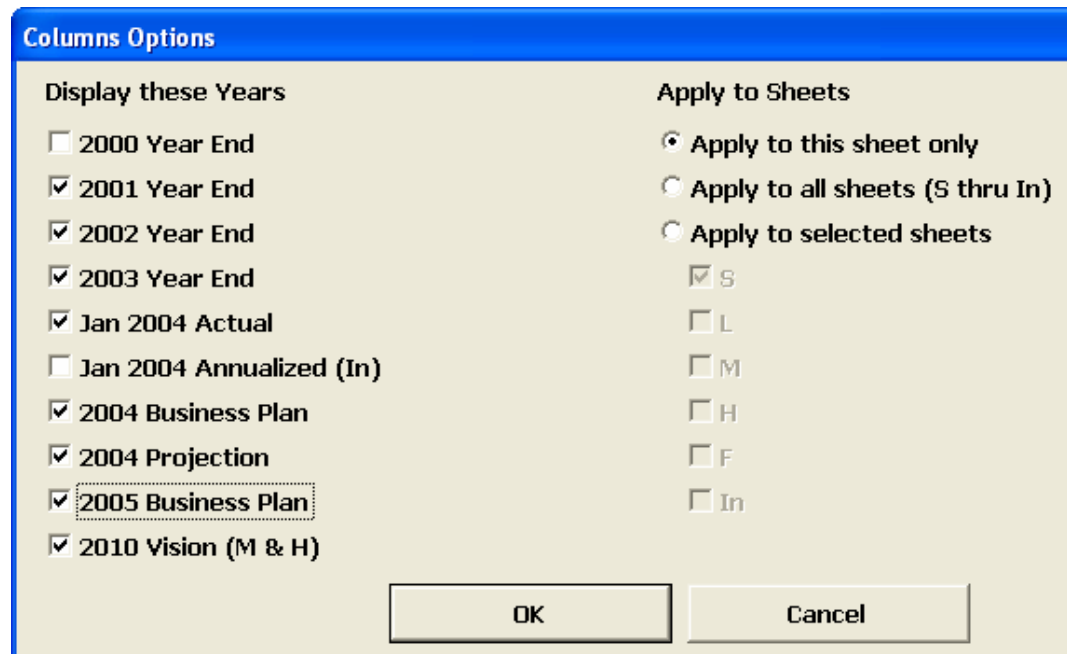 Columns Options
Display these Years
2000 Year End
2001 Year End
2002 Year End
2003 Year End
Jan 2004 Actual
Jan 2004 Annualized (In)
2004 Business Plan
2004 Projection
2005 Business Plan
2010 Vision (M & H)
Apply to Sheets
Apply to this sheet only
Apply to all sheets (S thru In)
Apply to selected sheets
S
L
M
H
F
In
OK
Cancel